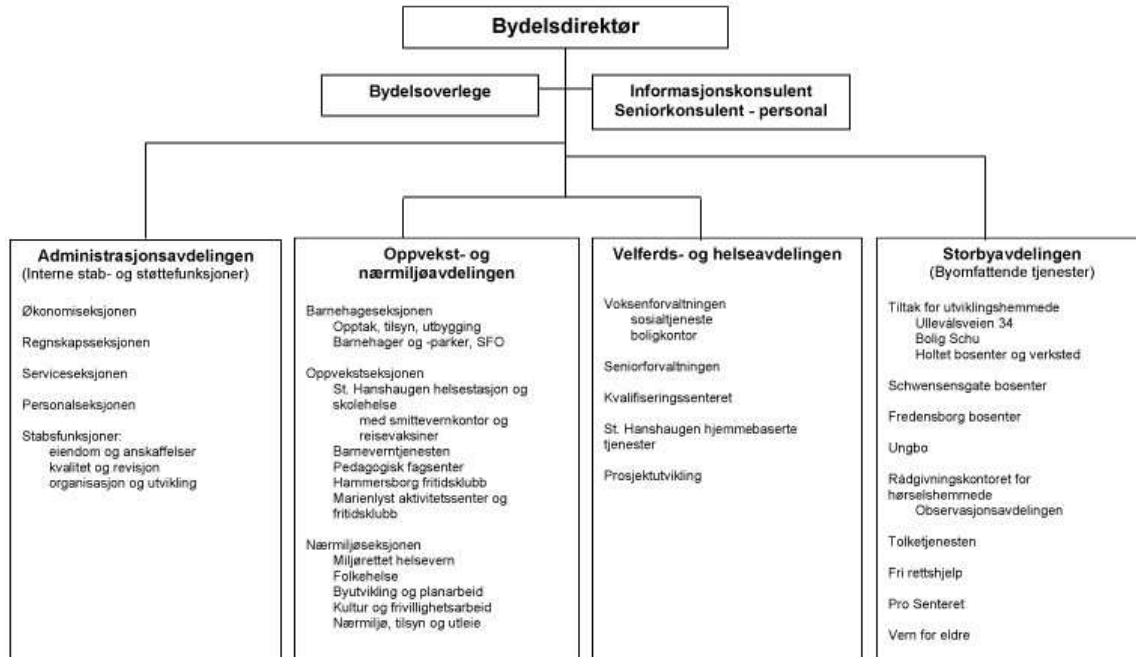 Bydelsdirektør
Bydelsoverlege
Informasjonskonsulent
Seniorkonsulent - personal
Administrasjonsavdelingen
(Interne stab- og støttefunksjoner)
Økonomiseksjonen
Regnskapsseksjonen
Serviceseksjonen
Personalseksjonen
Stabsfunksjoner:
eiendom og anskaffelser
kvalitet og revisjon
organisasjon og utvikling
Oppvekst- og
nærmiljøavdelingen
Barnehageseksjonen
Opptak, tilsyn, utbygging
Barnehager og -parker, SFO
Oppvekstseksjonen
St. Hanshaugen helsestasjon og
skolehelse
med smittevernkontor og
reisevaksiner
Barneverntjenesten
Pedagogisk fagsenter
Hammersborg fritidsklubb
Marienlyst aktivitetssenter og
fritidsklubb
Nærmiljøseksjonen
Miljørettet helsevern
Folkehelse
Byutvikling og planarbeid
Kultur og frivillighetsarbeid
Nærmiljø, tilsyn og utleie
Velferds- og helseavdelingen
Voksenforvaltningen
sosialtjeneste
boligkontor
Seniorforvaltningen
Kvalifiseringssenteret
St. Hanshaugen hjemmebaserte
tjenester
Prosjektutvikling
Storbyavdelingen
(Byomfattende tjenester)
Tiltak for utviklingshemmede
Ullevålsveien 34
Bolig Schu
Holtet bosenter og verksted
Schwensensgate bosenter
Fredensborg bosenter
Ungbo
Rådgivningskontoret for
hørselshemmede
Observasjonsavdelingen
Tolketjenesten
Fri rettshjelp
Pro Senteret
Vern for eldre